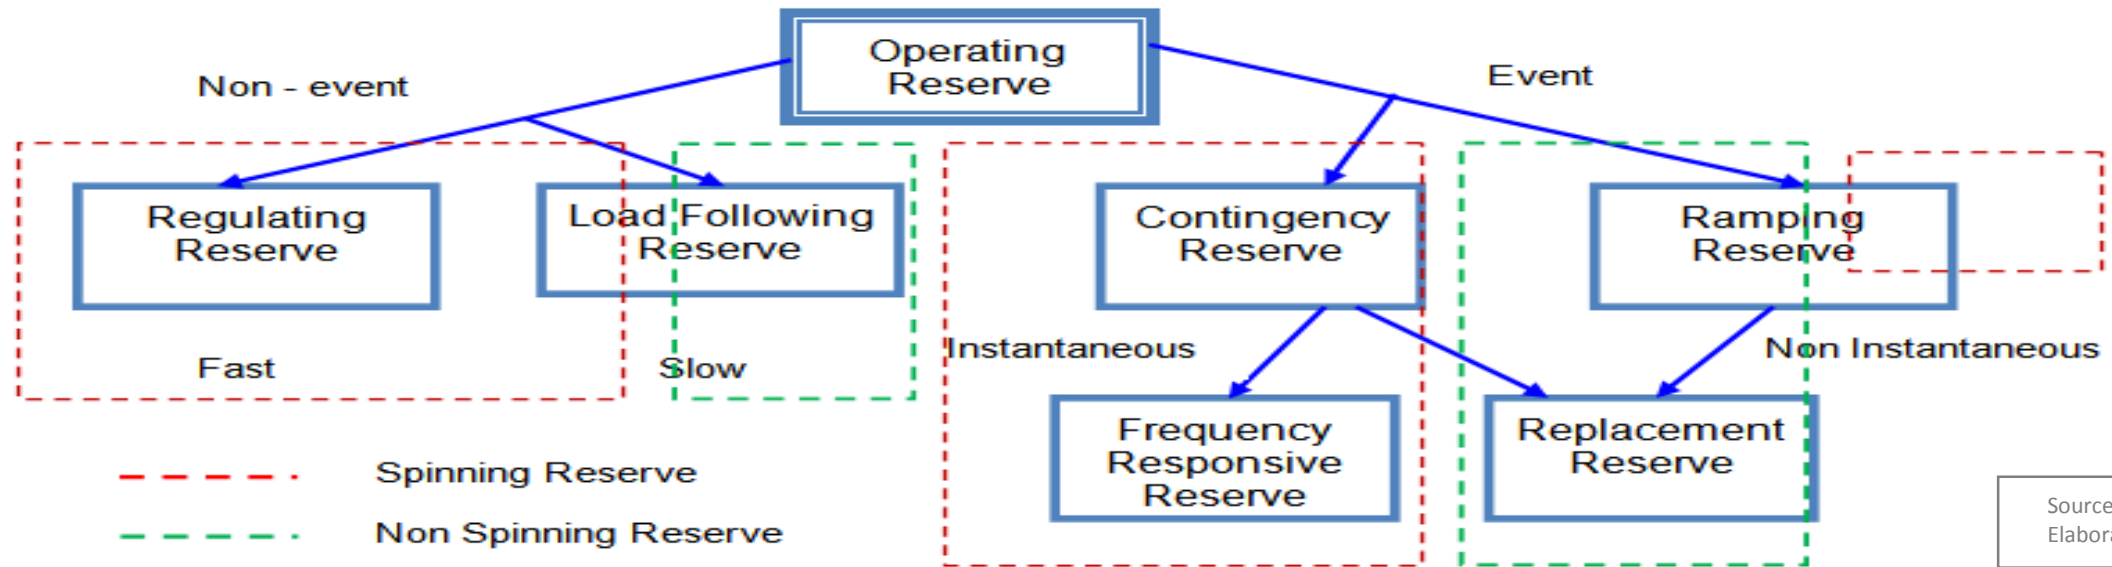 Operating
Reserve
Non - event
Event
Regulating
Reserve
Load Following
Reserve
Contingency
Reserve
Ramping
Reserve
Fast
Slow
Instantaneous
Non Instantaneous
Frequency
Responsive
Reserve
Replacement
Reserve
Spinning Reserve
Non Spinning Reserve
Source